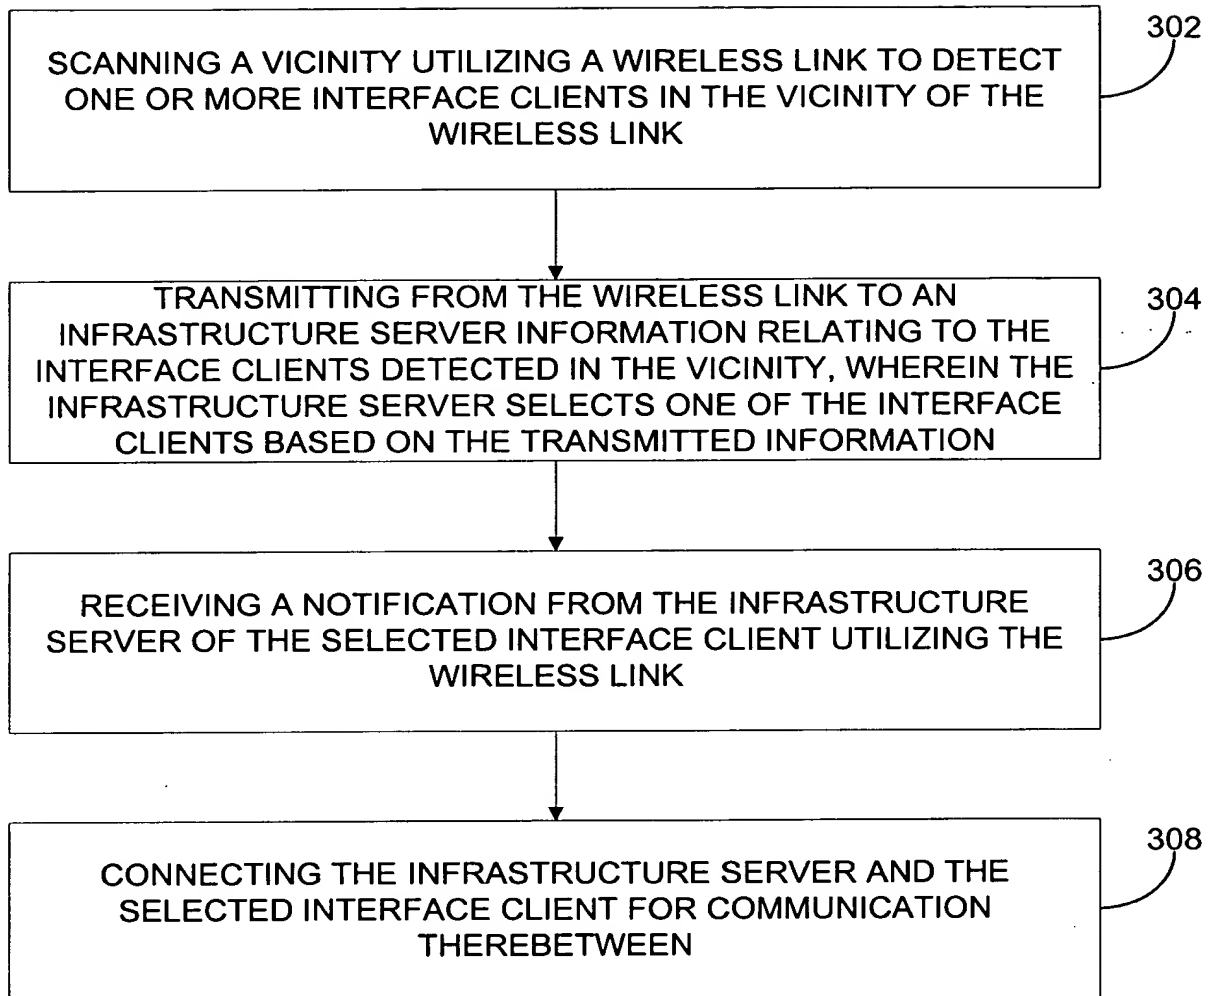 302
SCANNING A VICINITY UTILIZING A WIRELESS LINK TO DETECT
ONE OR MORE INTERFACE CLIENTS IN THE VICINITY OF THE
WIRELESS LINK
304
TRANSMITTING FROM THE WIRELESS LINK TO AN
INFRASTRUCTURE SERVER INFORMATION RELATING TO THE
INTERFACE CLIENTS DETECTED IN THE VICINITY, WHEREIN THE
INFRASTRUCTURE SERVER SELECTS ONE OF THE INTERFACE
CLIENTS BASED ON THE TRANSMITTED INFORMATION
306
RECEIVING A NOTIFICATION FROM THE INFRASTRUCTURE
SERVER OF THE SELECTED INTERFACE CLIENT UTILIZING THE
WIRELESS LINK
308
CONNECTING THE INFRASTRUCTURE SERVER AND THE
SELECTED INTERFACE CLIENT FOR COMMUNICATION
THEREBETWEEN